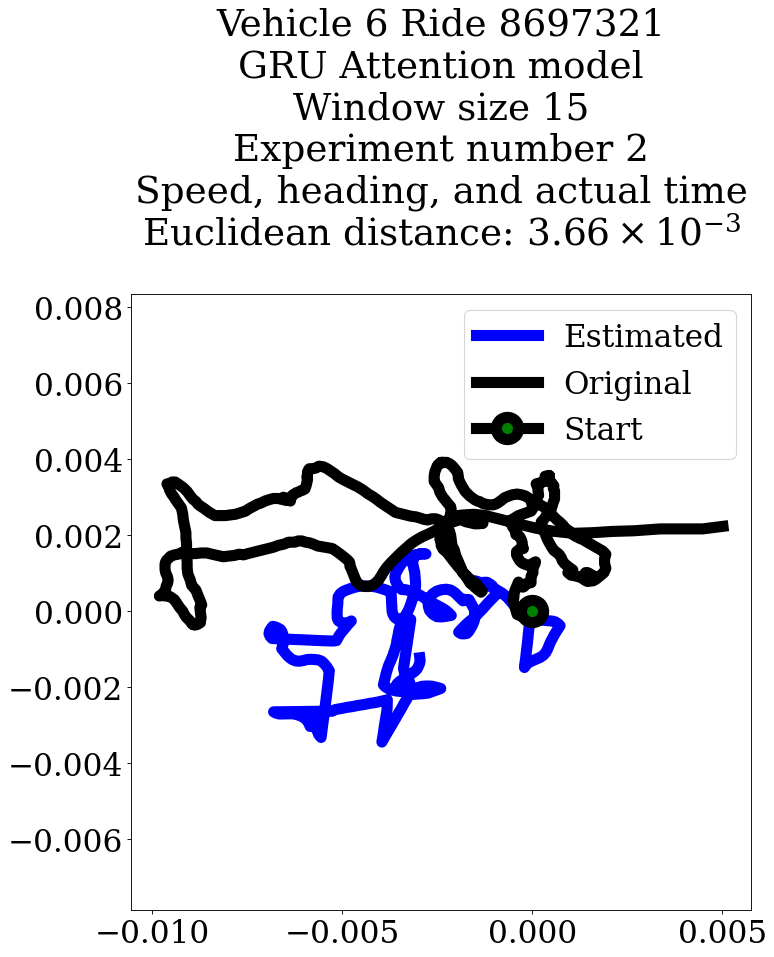 Vehicle 6 Ride 8697321
GRU Attention model
Window size 15
Experiment number 2
Speed, heading, and actual time
Euclidean distance: 3.66 × 10⁻³
Estimated
Original
Start
0.008
0.006
0.004
0.002
0.000
−0.002
−0.004
−0.006
−0.010 −0.005 0.000 0.005